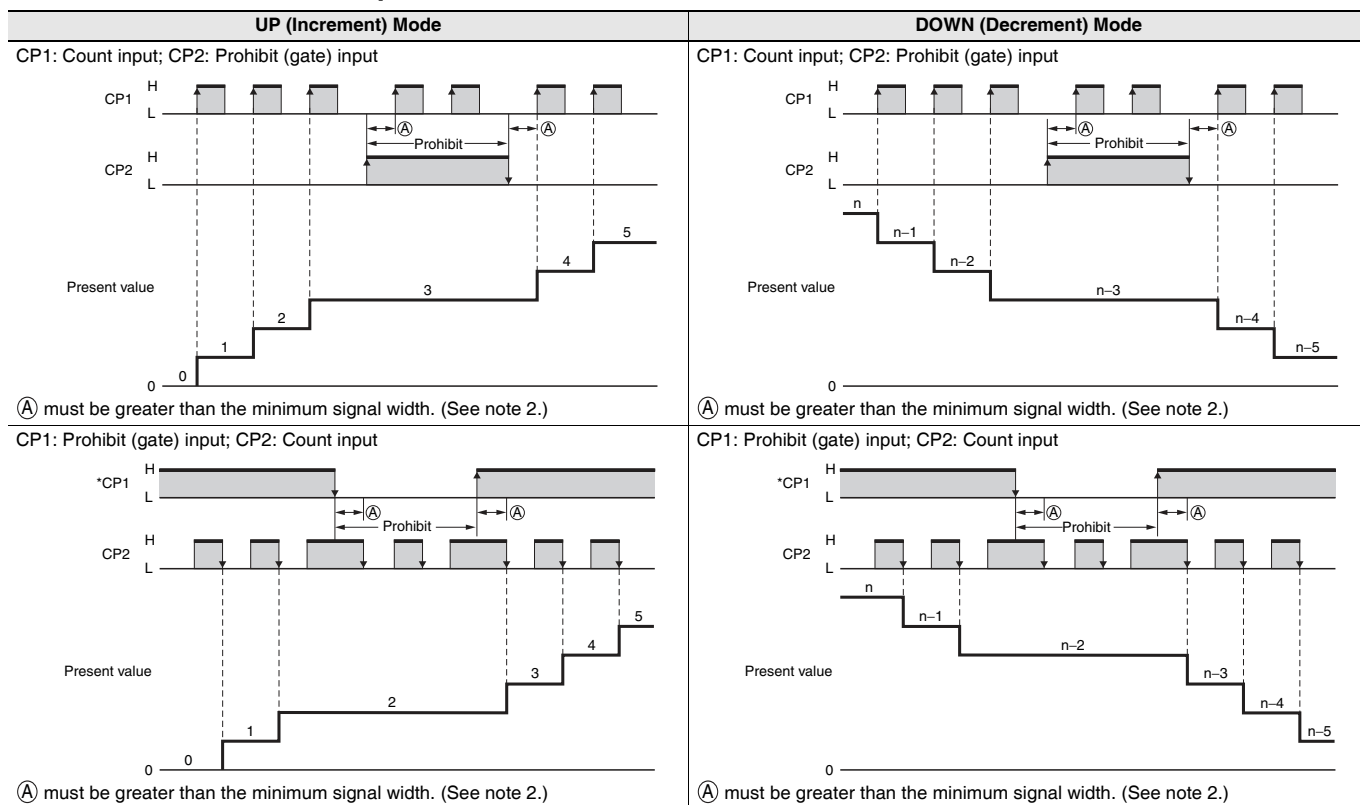 UP (Increment) Mode
DOWN (Decrement) Mode
CP1: Count input; CP2: Prohibit (gate) input
H
CP1
L
Ⓐ
Ⓐ
Prohibit
H
CP2
L
5
4
Present value
3
2
1
0
0
Ⓐ must be greater than the minimum signal width. (See note 2.)
CP1: Count input; CP2: Prohibit (gate) input
H
CP1
L
Ⓐ
Ⓐ
Prohibit
H
CP2
L
n
n–1
n–2
Present value
n–3
n–4
n–5
0
Ⓐ must be greater than the minimum signal width. (See note 2.)
CP1: Prohibit (gate) input; CP2: Count input
H
*CP1
L
Ⓐ
Ⓐ
Prohibit
H
CP2
L
5
4
Present value
3
2
1
0
0
Ⓐ must be greater than the minimum signal width. (See note 2.)
CP1: Prohibit (gate) input; CP2: Count input
H
*CP1
L
Ⓐ
Ⓐ
Prohibit
H
CP2
L
n
n–1
n–2
Present value
n–3
n–4
n–5
0
Ⓐ must be greater than the minimum signal width. (See note 2.)